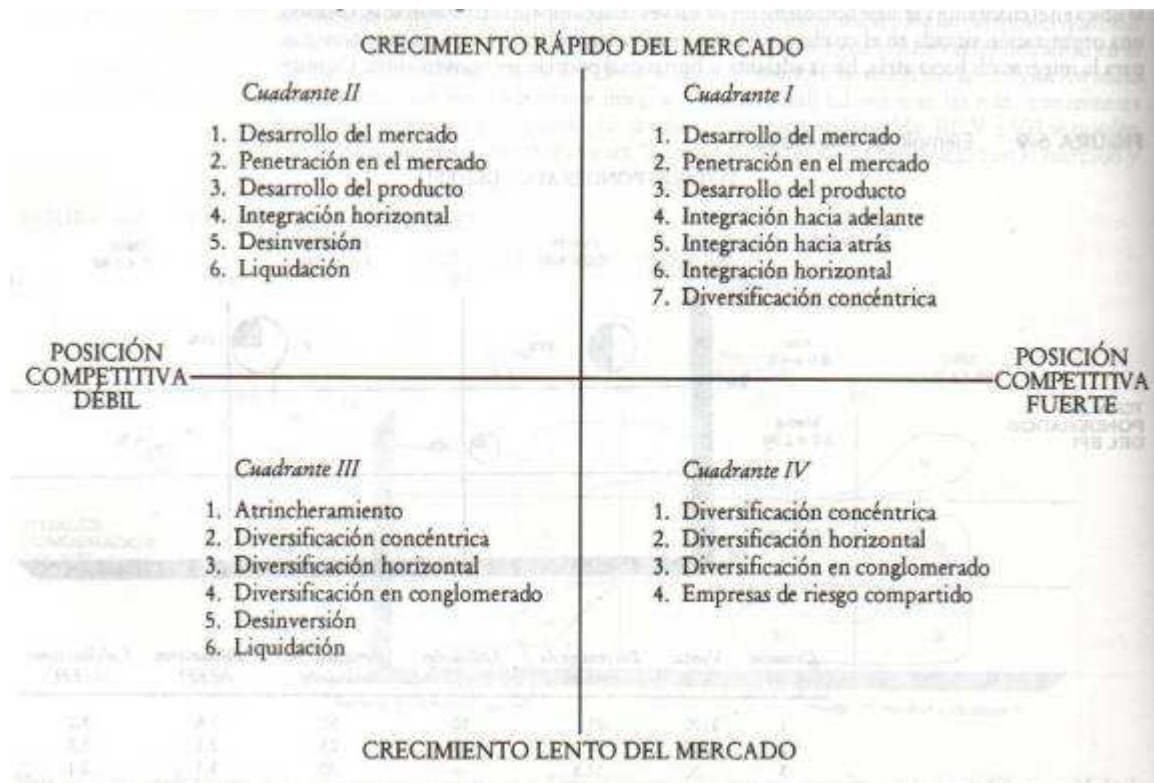 CRECIMIENTO RÁPIDO DEL MERCADO
Cuadrante II
1. Desarrollo del mercado
2. Penetración en el mercado
3. Desarrollo del producto
4. Integración horizontal
5. Desinversión
6. Liquidación
Cuadrante I
1. Desarrollo del mercado
2. Penetración en el mercado
3. Desarrollo del producto
4. Integración hacia adelante
5. Integración hacia atrás
6. Integración horizontal
7. Diversificación concéntrica
POSICIÓN
COMPETITIVA
DÉBIL
POSICIÓN
COMPETITIVA
FUERTE
Cuadrante III
1. Atrincheramiento
2. Diversificación concéntrica
3. Diversificación horizontal
4. Diversificación en conglomerado
5. Desinversión
6. Liquidación
Cuadrante IV
1. Diversificación concéntrica
2. Diversificación horizontal
3. Diversificación en conglomerado
4. Empresas de riesgo compartido
CRECIMIENTO LENTO DEL MERCADO